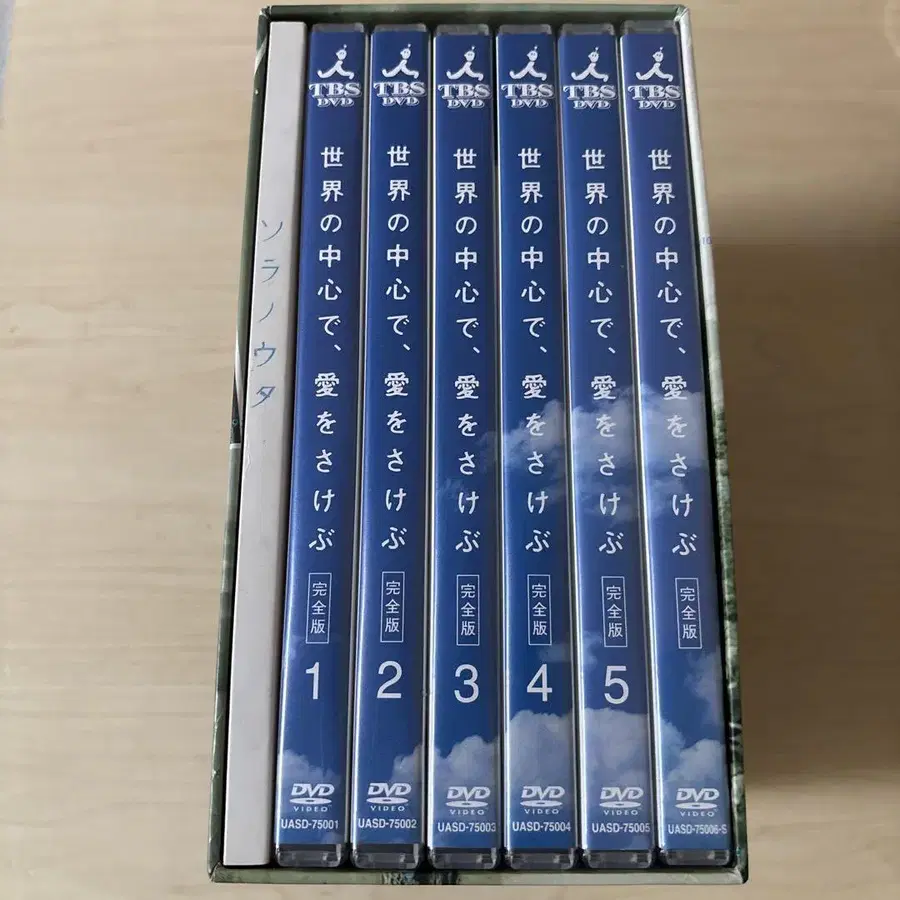 ソラノウタ
TBS
DVD
世界の中心で、愛をさけぶ
完全版
1
DVD
VIDEO
UASD-75001
TBS
DVD
世界の中心で、愛をさけぶ
完全版
2
DVD
VIDEO
UASD-75002
TBS
DVD
世界の中心で、愛をさけぶ
完全版
3
DVD
VIDEO
UASD-75003
TBS
DVD
世界の中心で、愛をさけぶ
完全版
4
DVD
VIDEO
UASD-75004
TBS
DVD
世界の中心で、愛をさけぶ
完全版
5
DVD
VIDEO
UASD-75005
TBS
DVD
世界の中心で、愛をさけぶ
完全版
DVD
VIDEO
UASD-75006-S